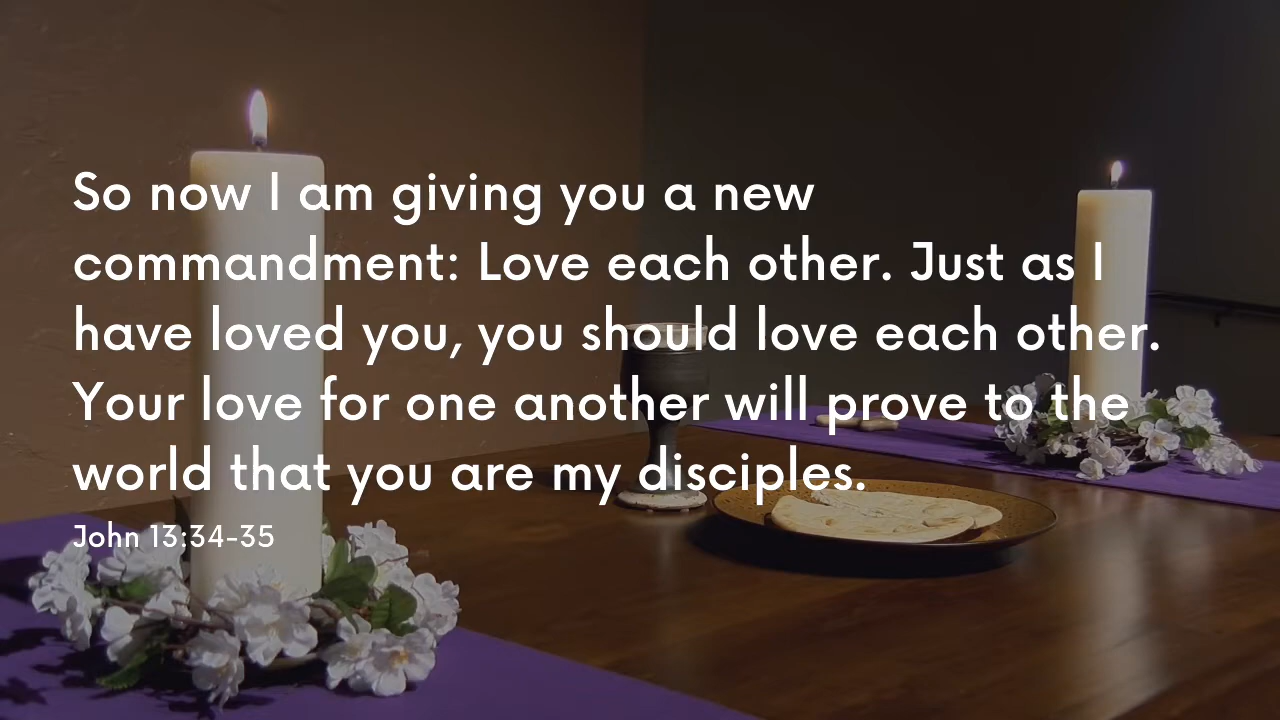 So now I am giving you a new
commandment: Love each other. Just as I
have loved you, you should love each other.
Your love for one another will prove to the
world that you are my disciples.
John 13:34-35